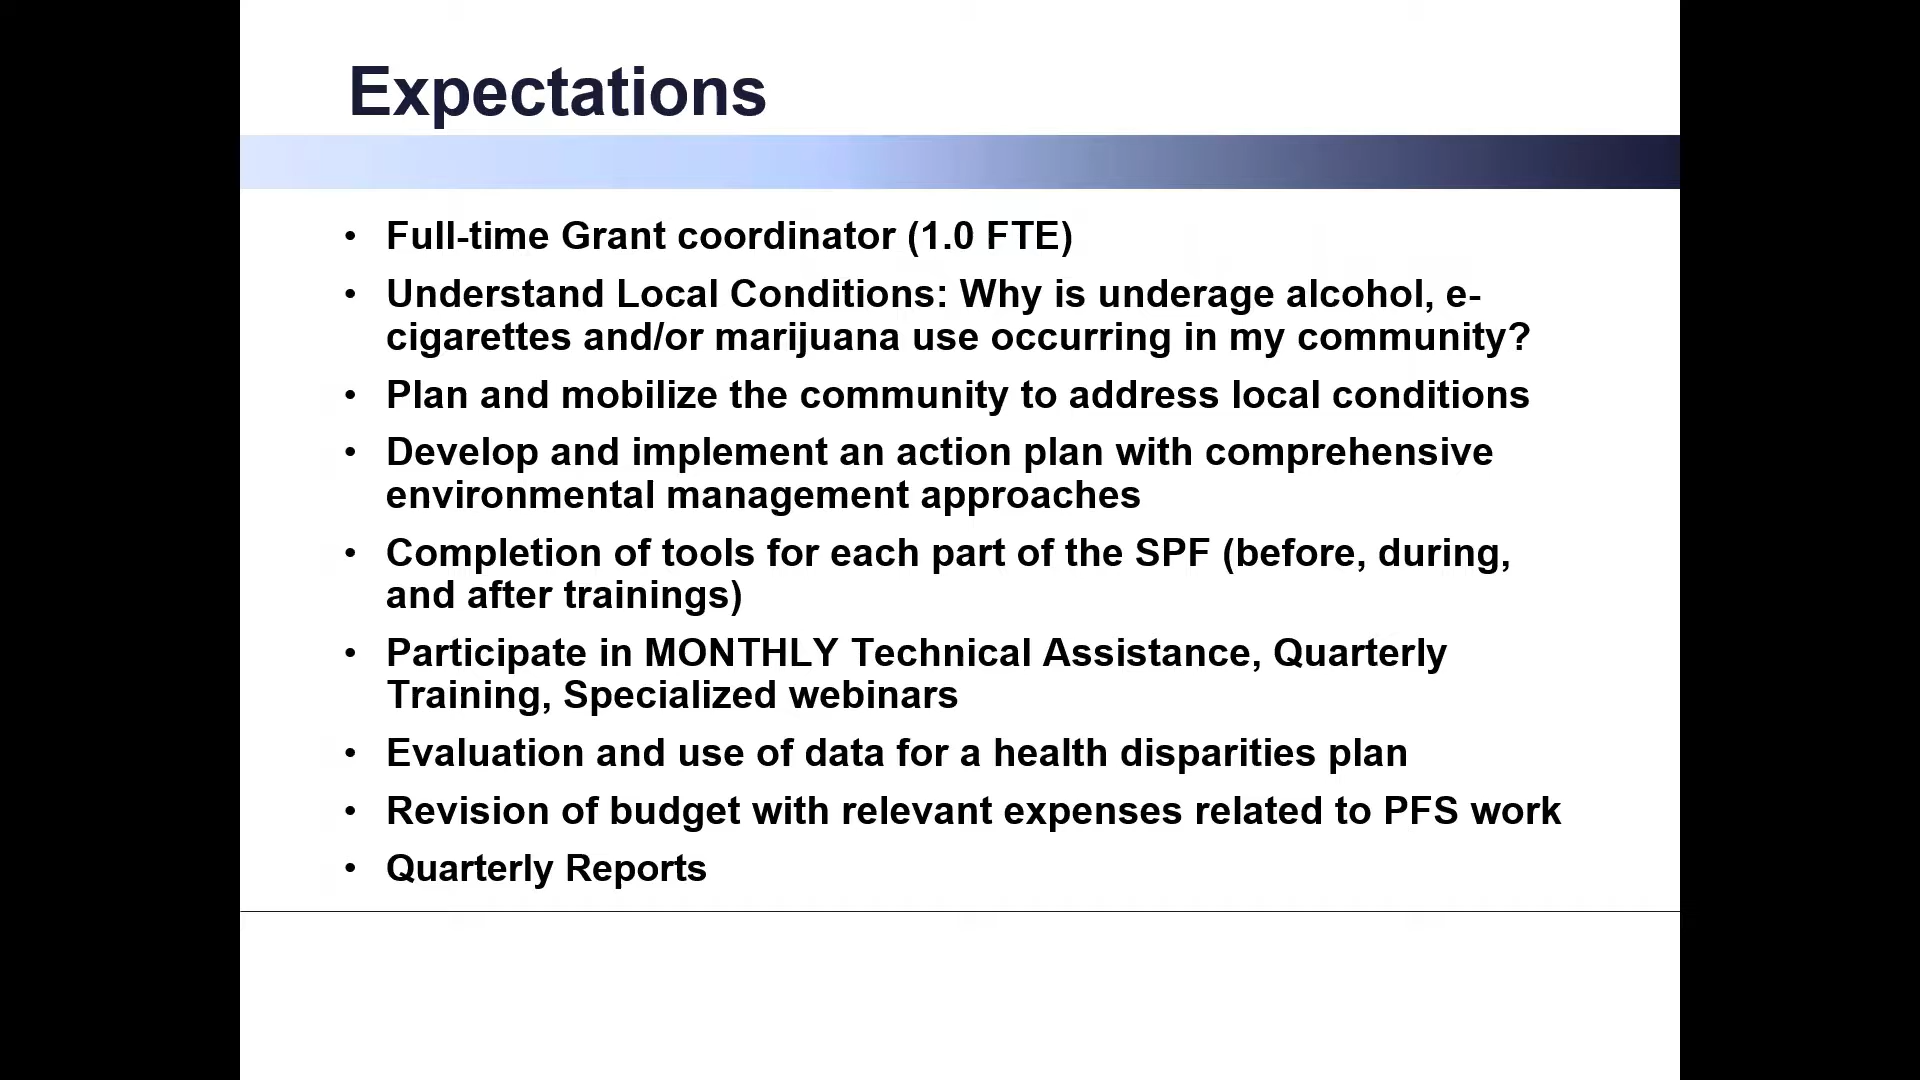 Expectations
• Full-time Grant coordinator (1.0 FTE)
• Understand Local Conditions: Why is underage alcohol, e-
cigarettes and/or marijuana use occurring in my community?
• Plan and mobilize the community to address local conditions
• Develop and implement an action plan with comprehensive
environmental management approaches
• Completion of tools for each part of the SPF (before, during,
and after trainings)
• Participate in MONTHLY Technical Assistance, Quarterly
Training, Specialized webinars
• Evaluation and use of data for a health disparities plan
• Revision of budget with relevant expenses related to PFS work
• Quarterly Reports